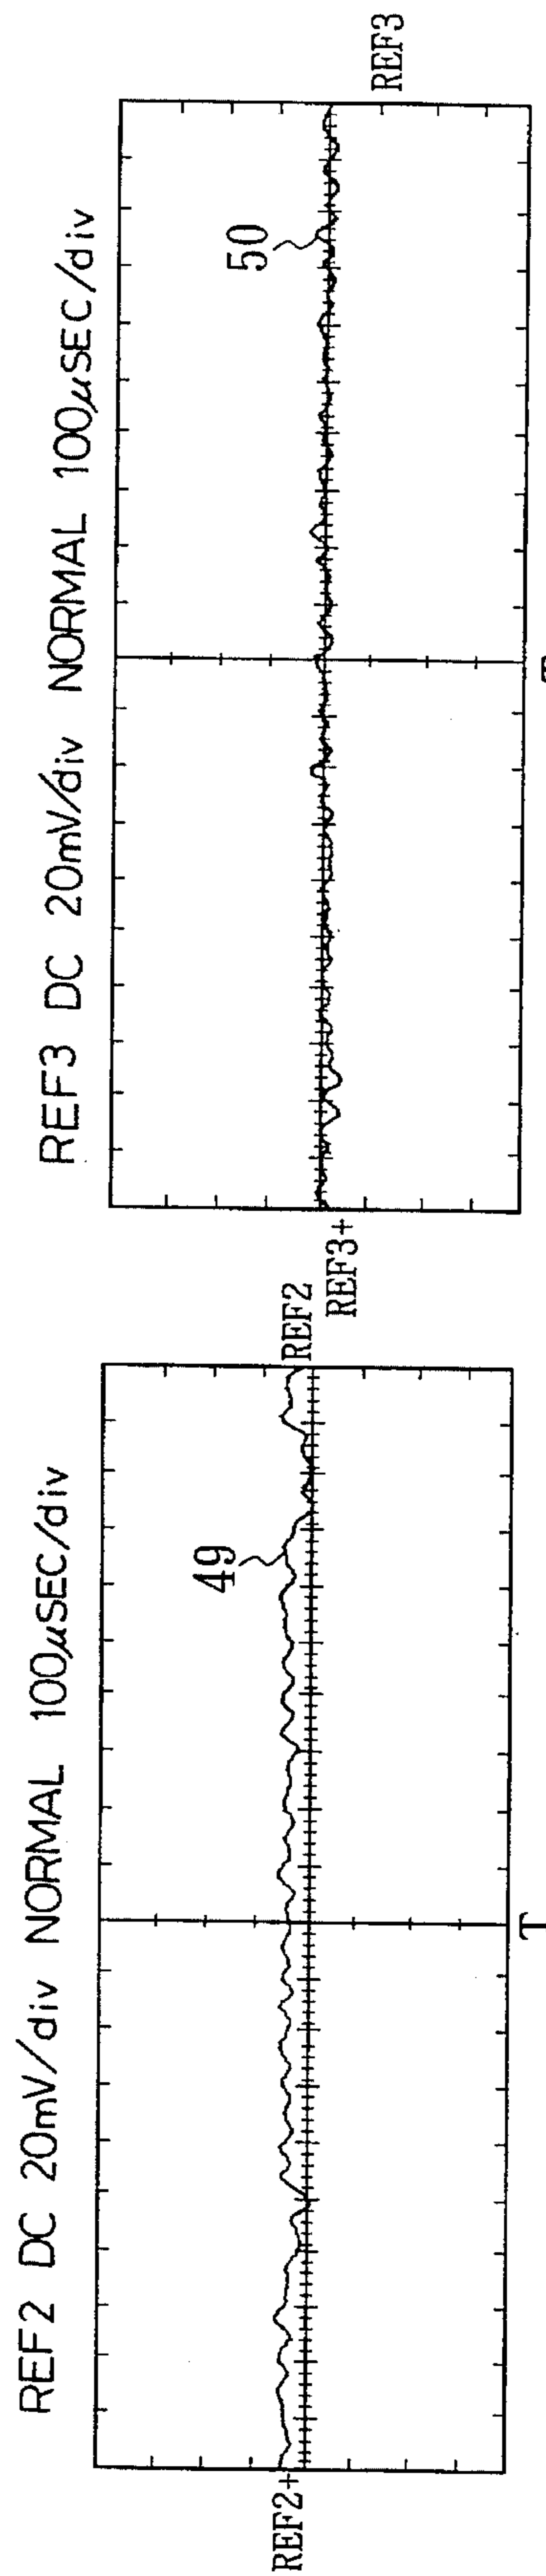 REF2 DC 20mV/div NORMAL 100μSEC/div
49
REF2+
REF2
T
REF3 DC 20mV/div NORMAL 100μSEC/div
50
REF3+
REF3